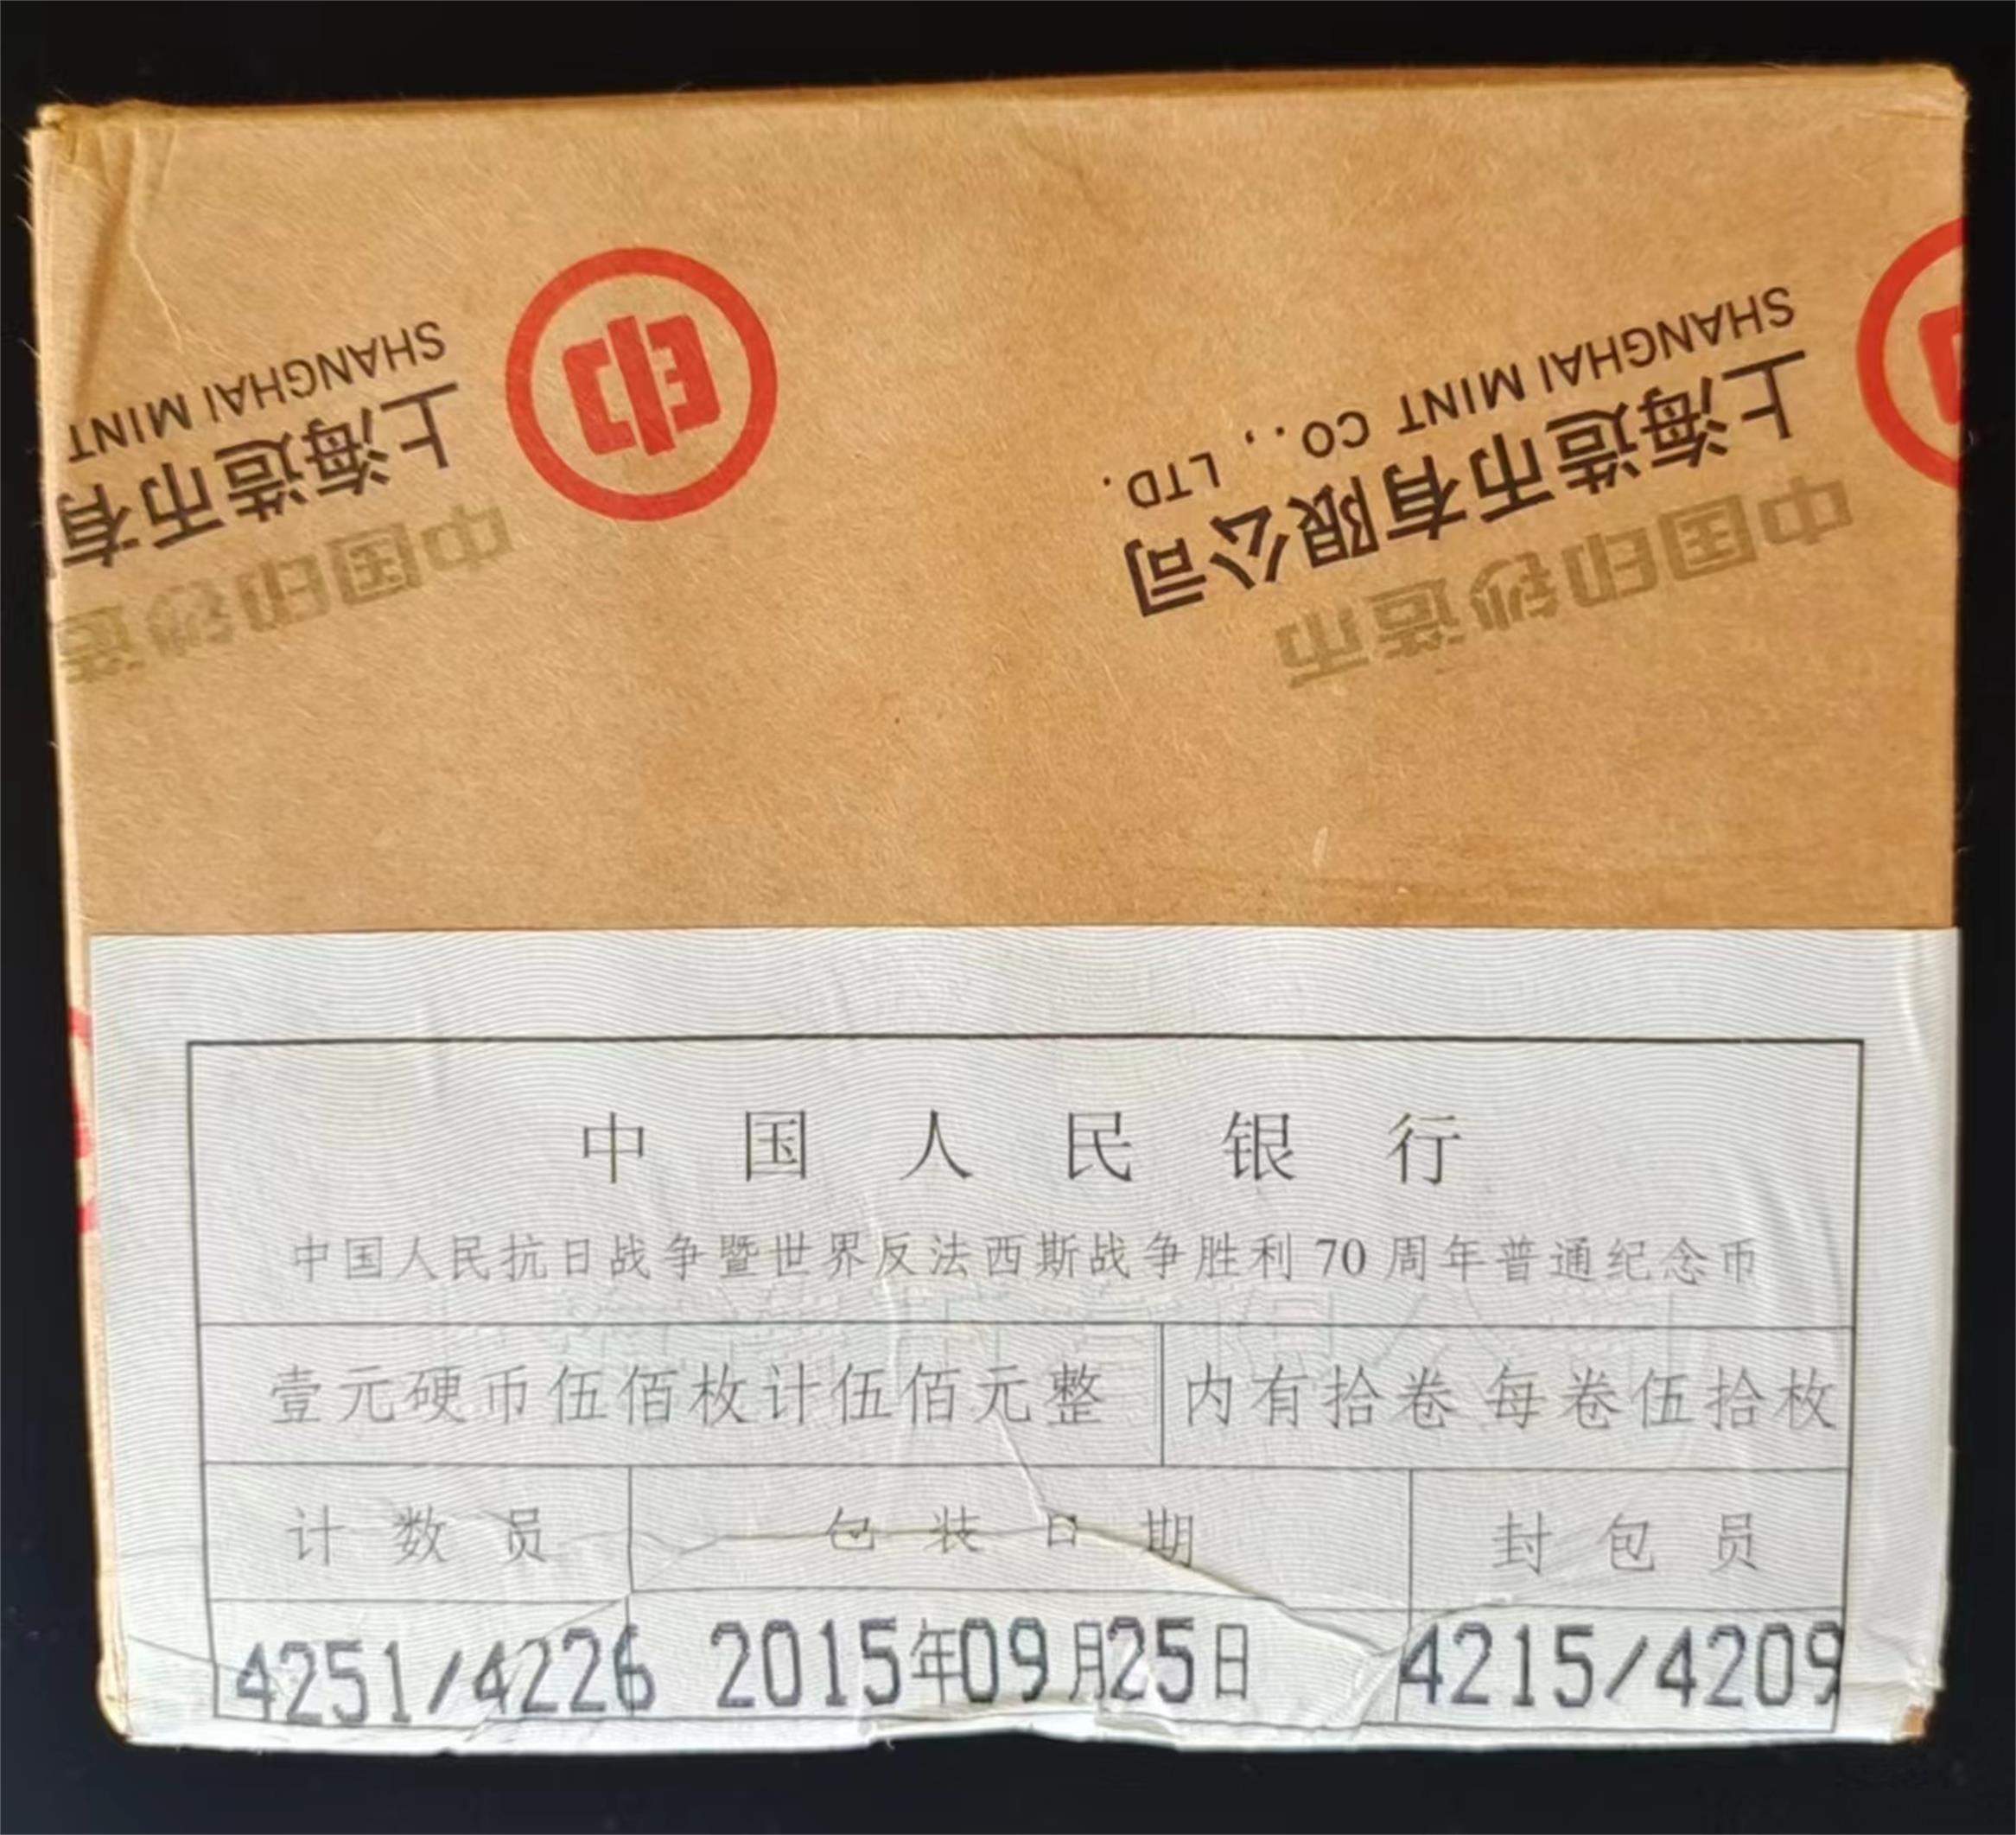 SHANGHAI MINT
上海造币有
中国印钞造
SHANGHAI MINT CO., LTD.
上海造币有限公司
中国印钞造币
中国人民银行
中国人民抗日战争暨世界反法西斯战争胜利70周年普通纪念币
壹元硬币伍佰枚计伍佰元整 内有拾卷 每卷伍拾枚
计数员 包装日期 封包员
4251/4226 2015年09月25日 4215/4209